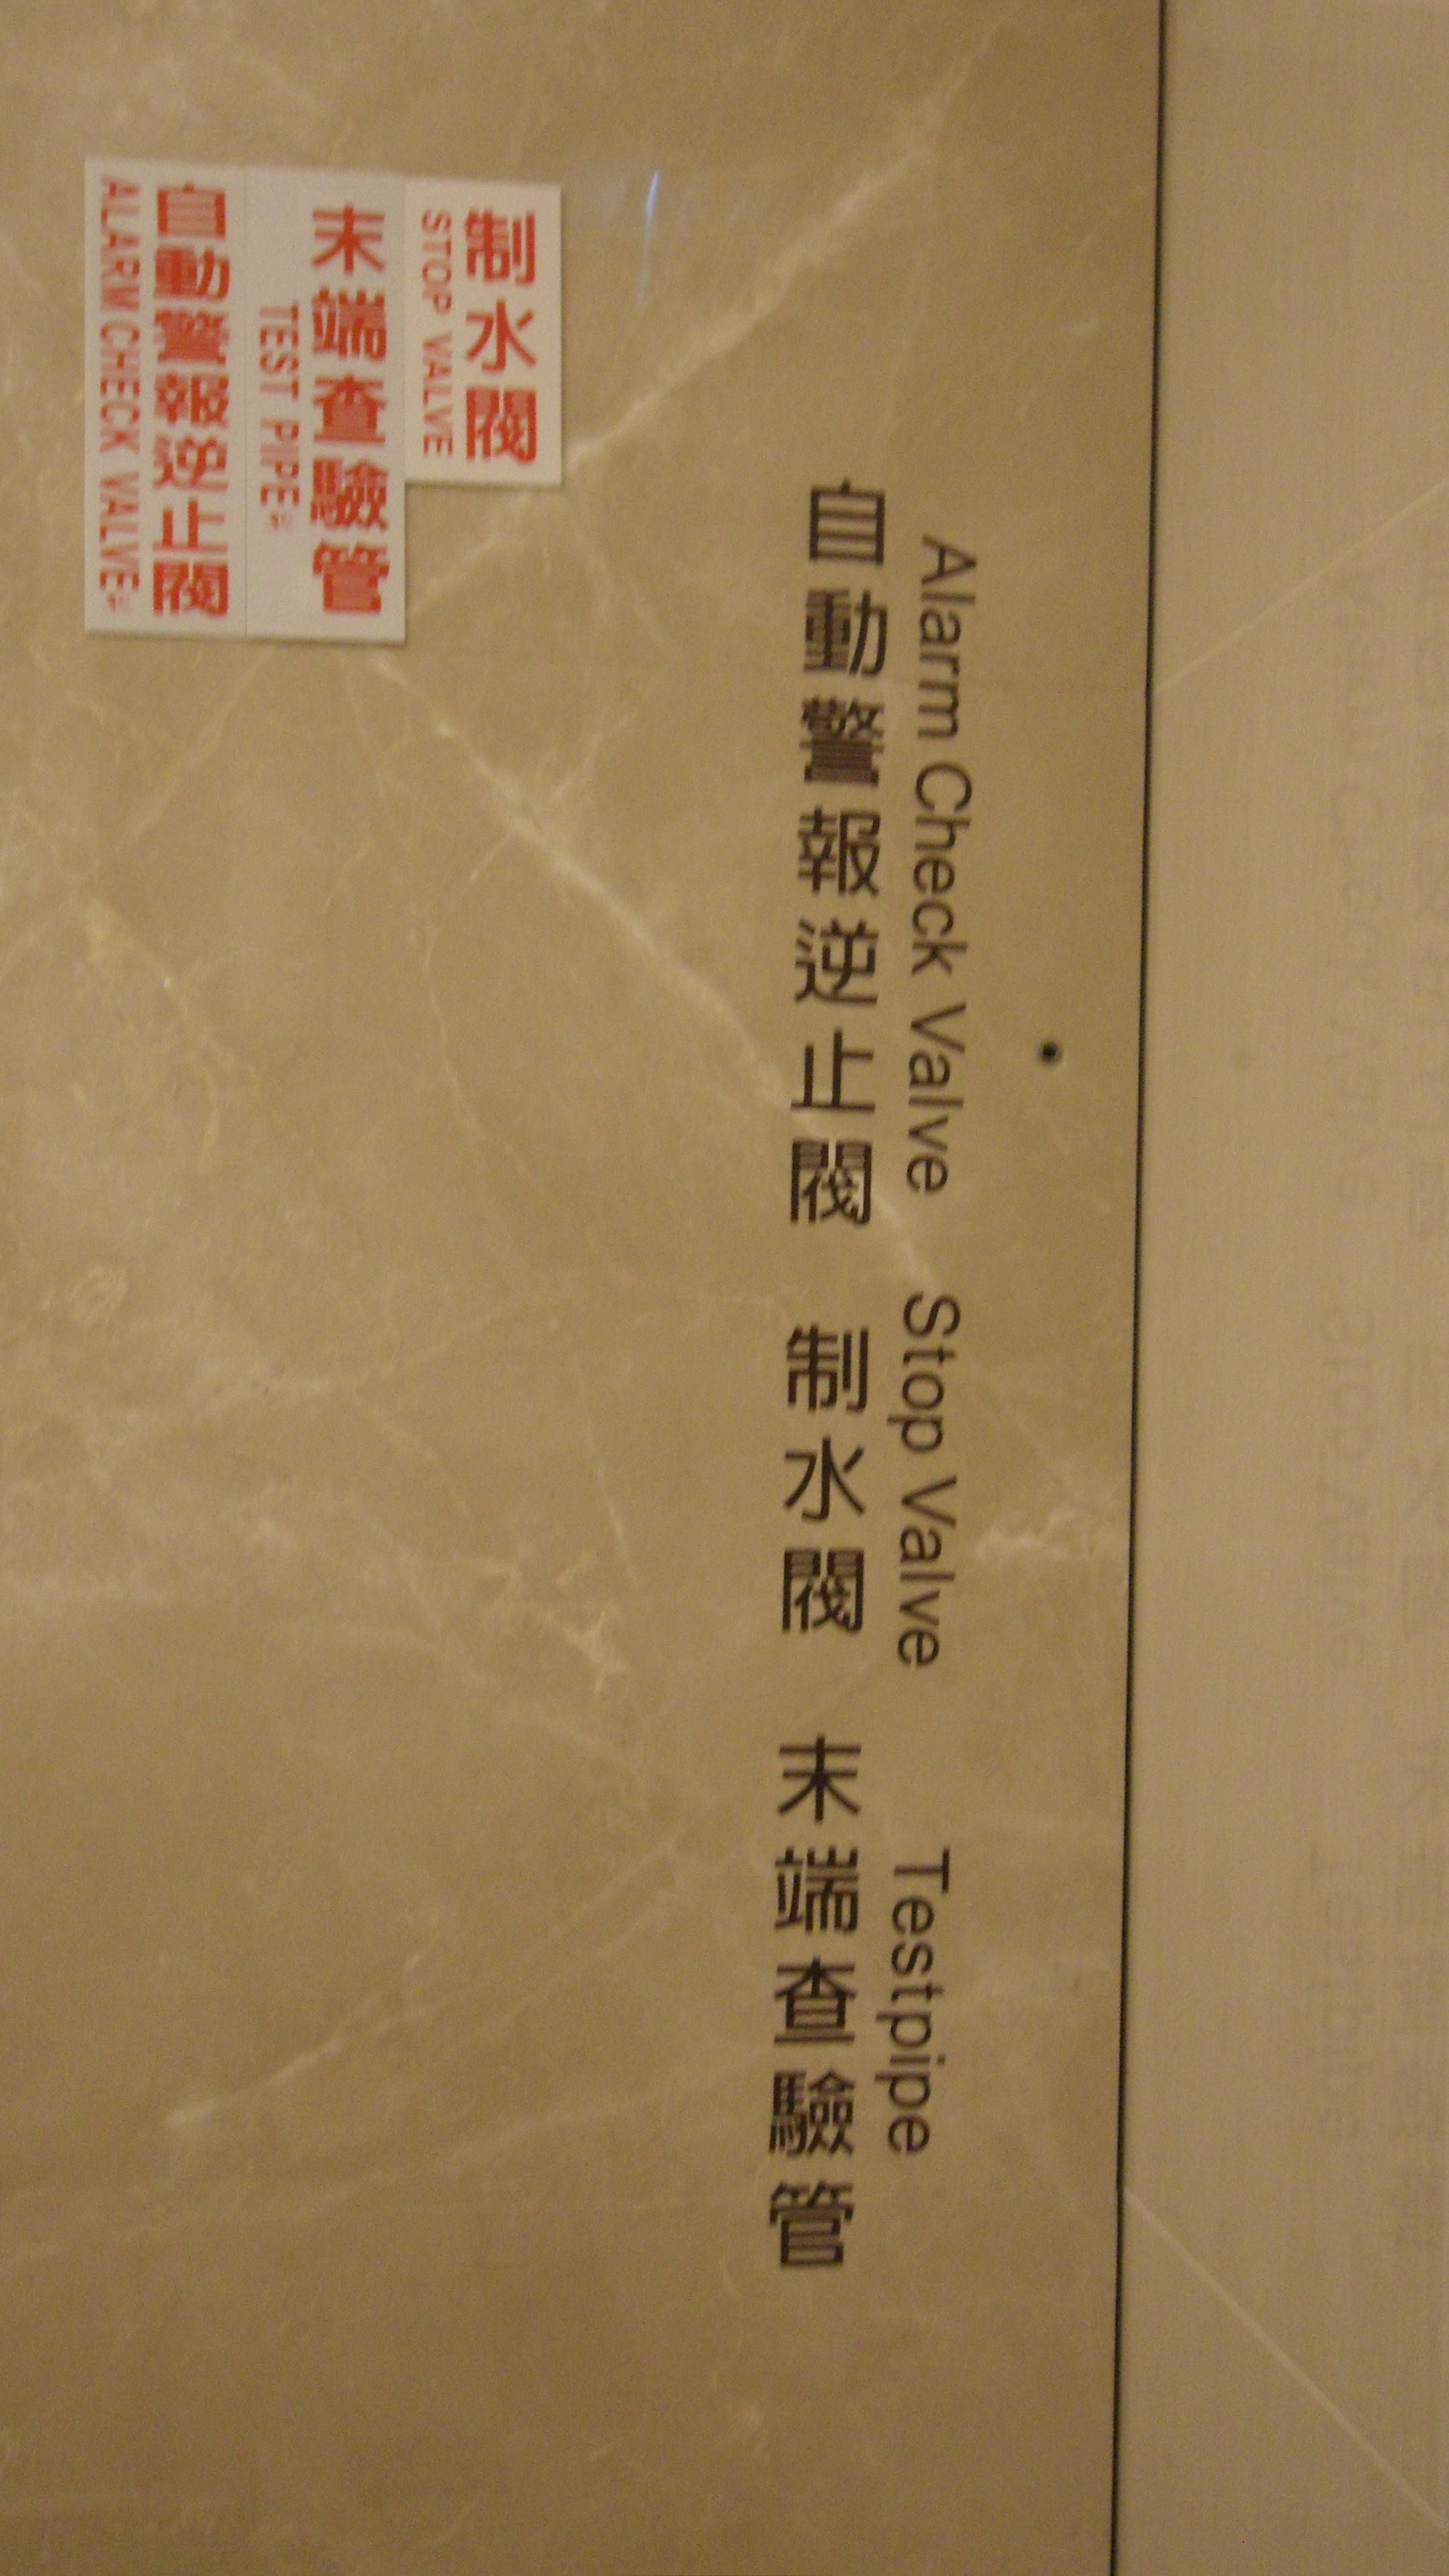 Alarm Check Valve Stop Valve Testpipe
自動警報逆止閥 制水閥 末端查驗管
制水閥
STOP VALVE
末端查驗管
TEST PIPE
自動警報逆止閥
ALARM CHECK VALVE